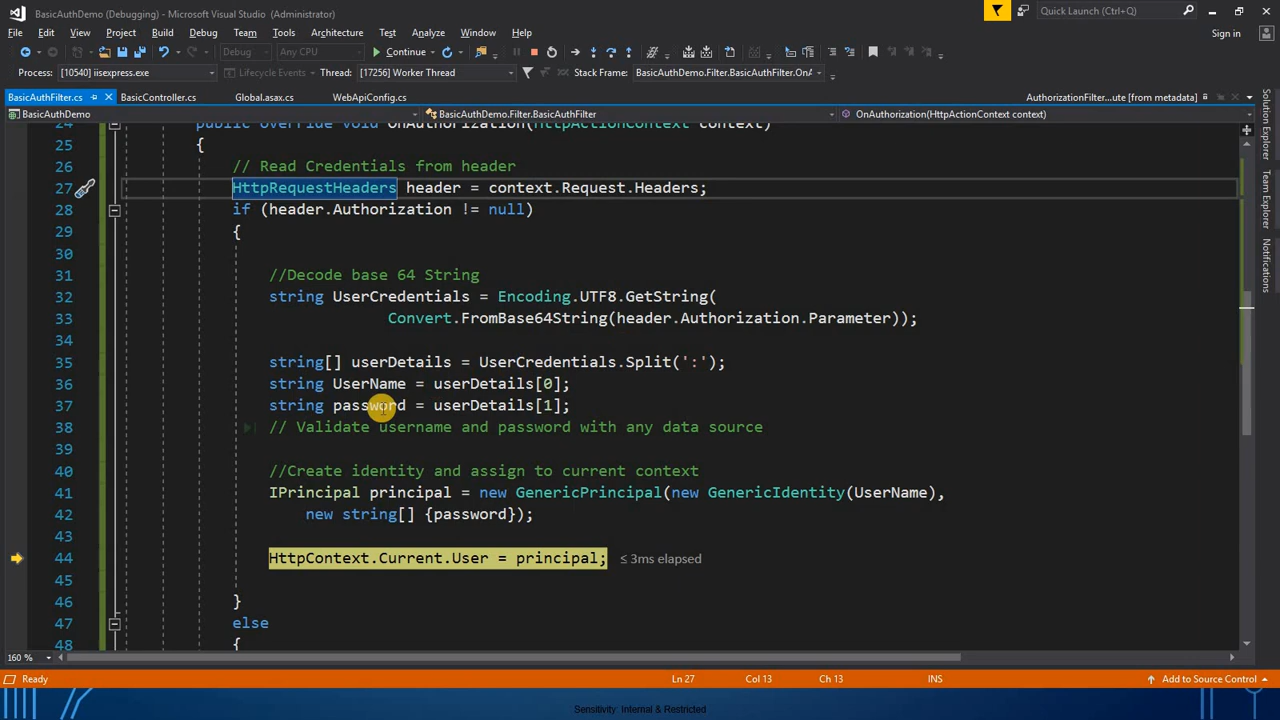 BasicAuthDemo (Debugging) - Microsoft Visual Studio (Administrator)
Quick Launch (Ctrl+Q)
File Edit View Project Build Debug Team Tools Architecture Test Analyze Window Help
Sign in
Debug Any CPU Continue
Process: [10540] iisexpress.exe Lifecycle Events Thread: [17256] Worker Thread Stack Frame: BasicAuthDemo.Filter.BasicAuthFilter.OnA
BasicAuthFilter.cs BasicController.cs Global.asax.cs WebApiConfig.cs AuthorizationFilter...ute [from metadata]
BasicAuthDemo BasicAuthDemo.Filter.BasicAuthFilter OnAuthorization(HttpActionContext context)
24 public override void OnAuthorization(HttpActionContext context)
25 {
26 // Read Credentials from header
27 HttpRequestHeaders header = context.Request.Headers;
28 if (header.Authorization != null)
29 {
30
31 //Decode base 64 String
32 string UserCredentials = Encoding.UTF8.GetString(
33 Convert.FromBase64String(header.Authorization.Parameter));
34
35 string[] userDetails = UserCredentials.Split(':');
36 string UserName = userDetails[0];
37 string password = userDetails[1];
38 // Validate username and password with any data source
39
40 //Create identity and assign to current context
41 IPrincipal principal = new GenericPrincipal(new GenericIdentity(UserName),
42 new string[] {password});
43
44 HttpContext.Current.User = principal; ≤ 3ms elapsed
45
46 }
47 else
48 {
160 %
Solution Explorer
Team Explorer
Notifications
Ready Ln 27 Col 13 Ch 13 INS Add to Source Control
Sensitivity: Internal & Restricted